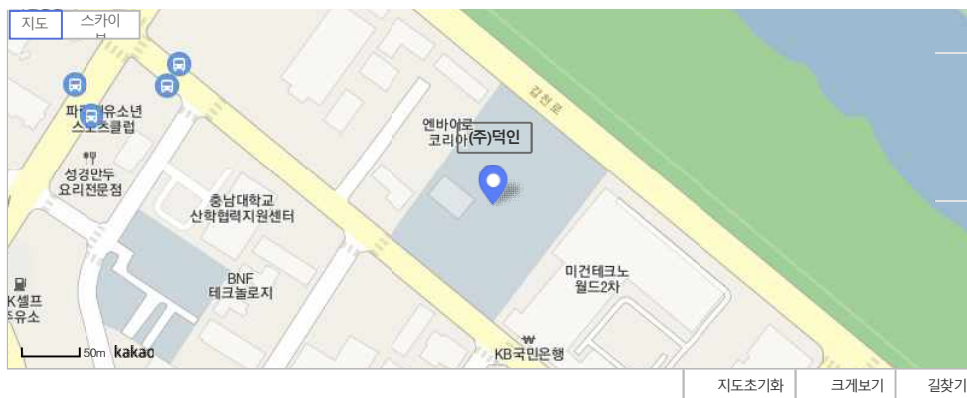 지도
스카이
갑천로
엔바이로
코리아
(주)덕인
유소년
스포츠클럽
성경만두
요리전문점
충남대학교
산학협력지원센터
미건테크노
월드2차
BNF
테크놀로지
K셀프
주유소
KB국민은행
50m kakao
지도초기화
크게보기
길찾기